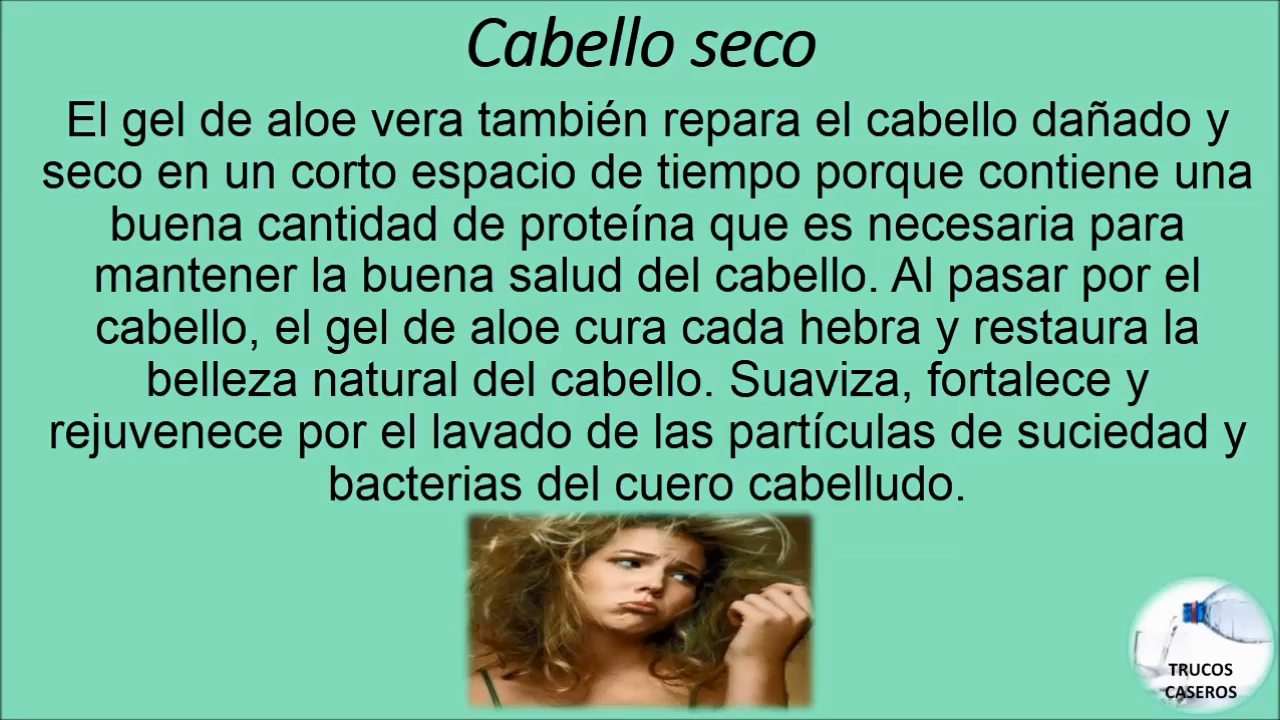 Cabello seco
El gel de aloe vera también repara el cabello dañado y
seco en un corto espacio de tiempo porque contiene una
buena cantidad de proteína que es necesaria para
mantener la buena salud del cabello. Al pasar por el
cabello, el gel de aloe cura cada hebra y restaura la
belleza natural del cabello. Suaviza, fortalece y
rejuvenece por el lavado de las partículas de suciedad y
bacterias del cuero cabelludo.
TRUCOS
CASEROS